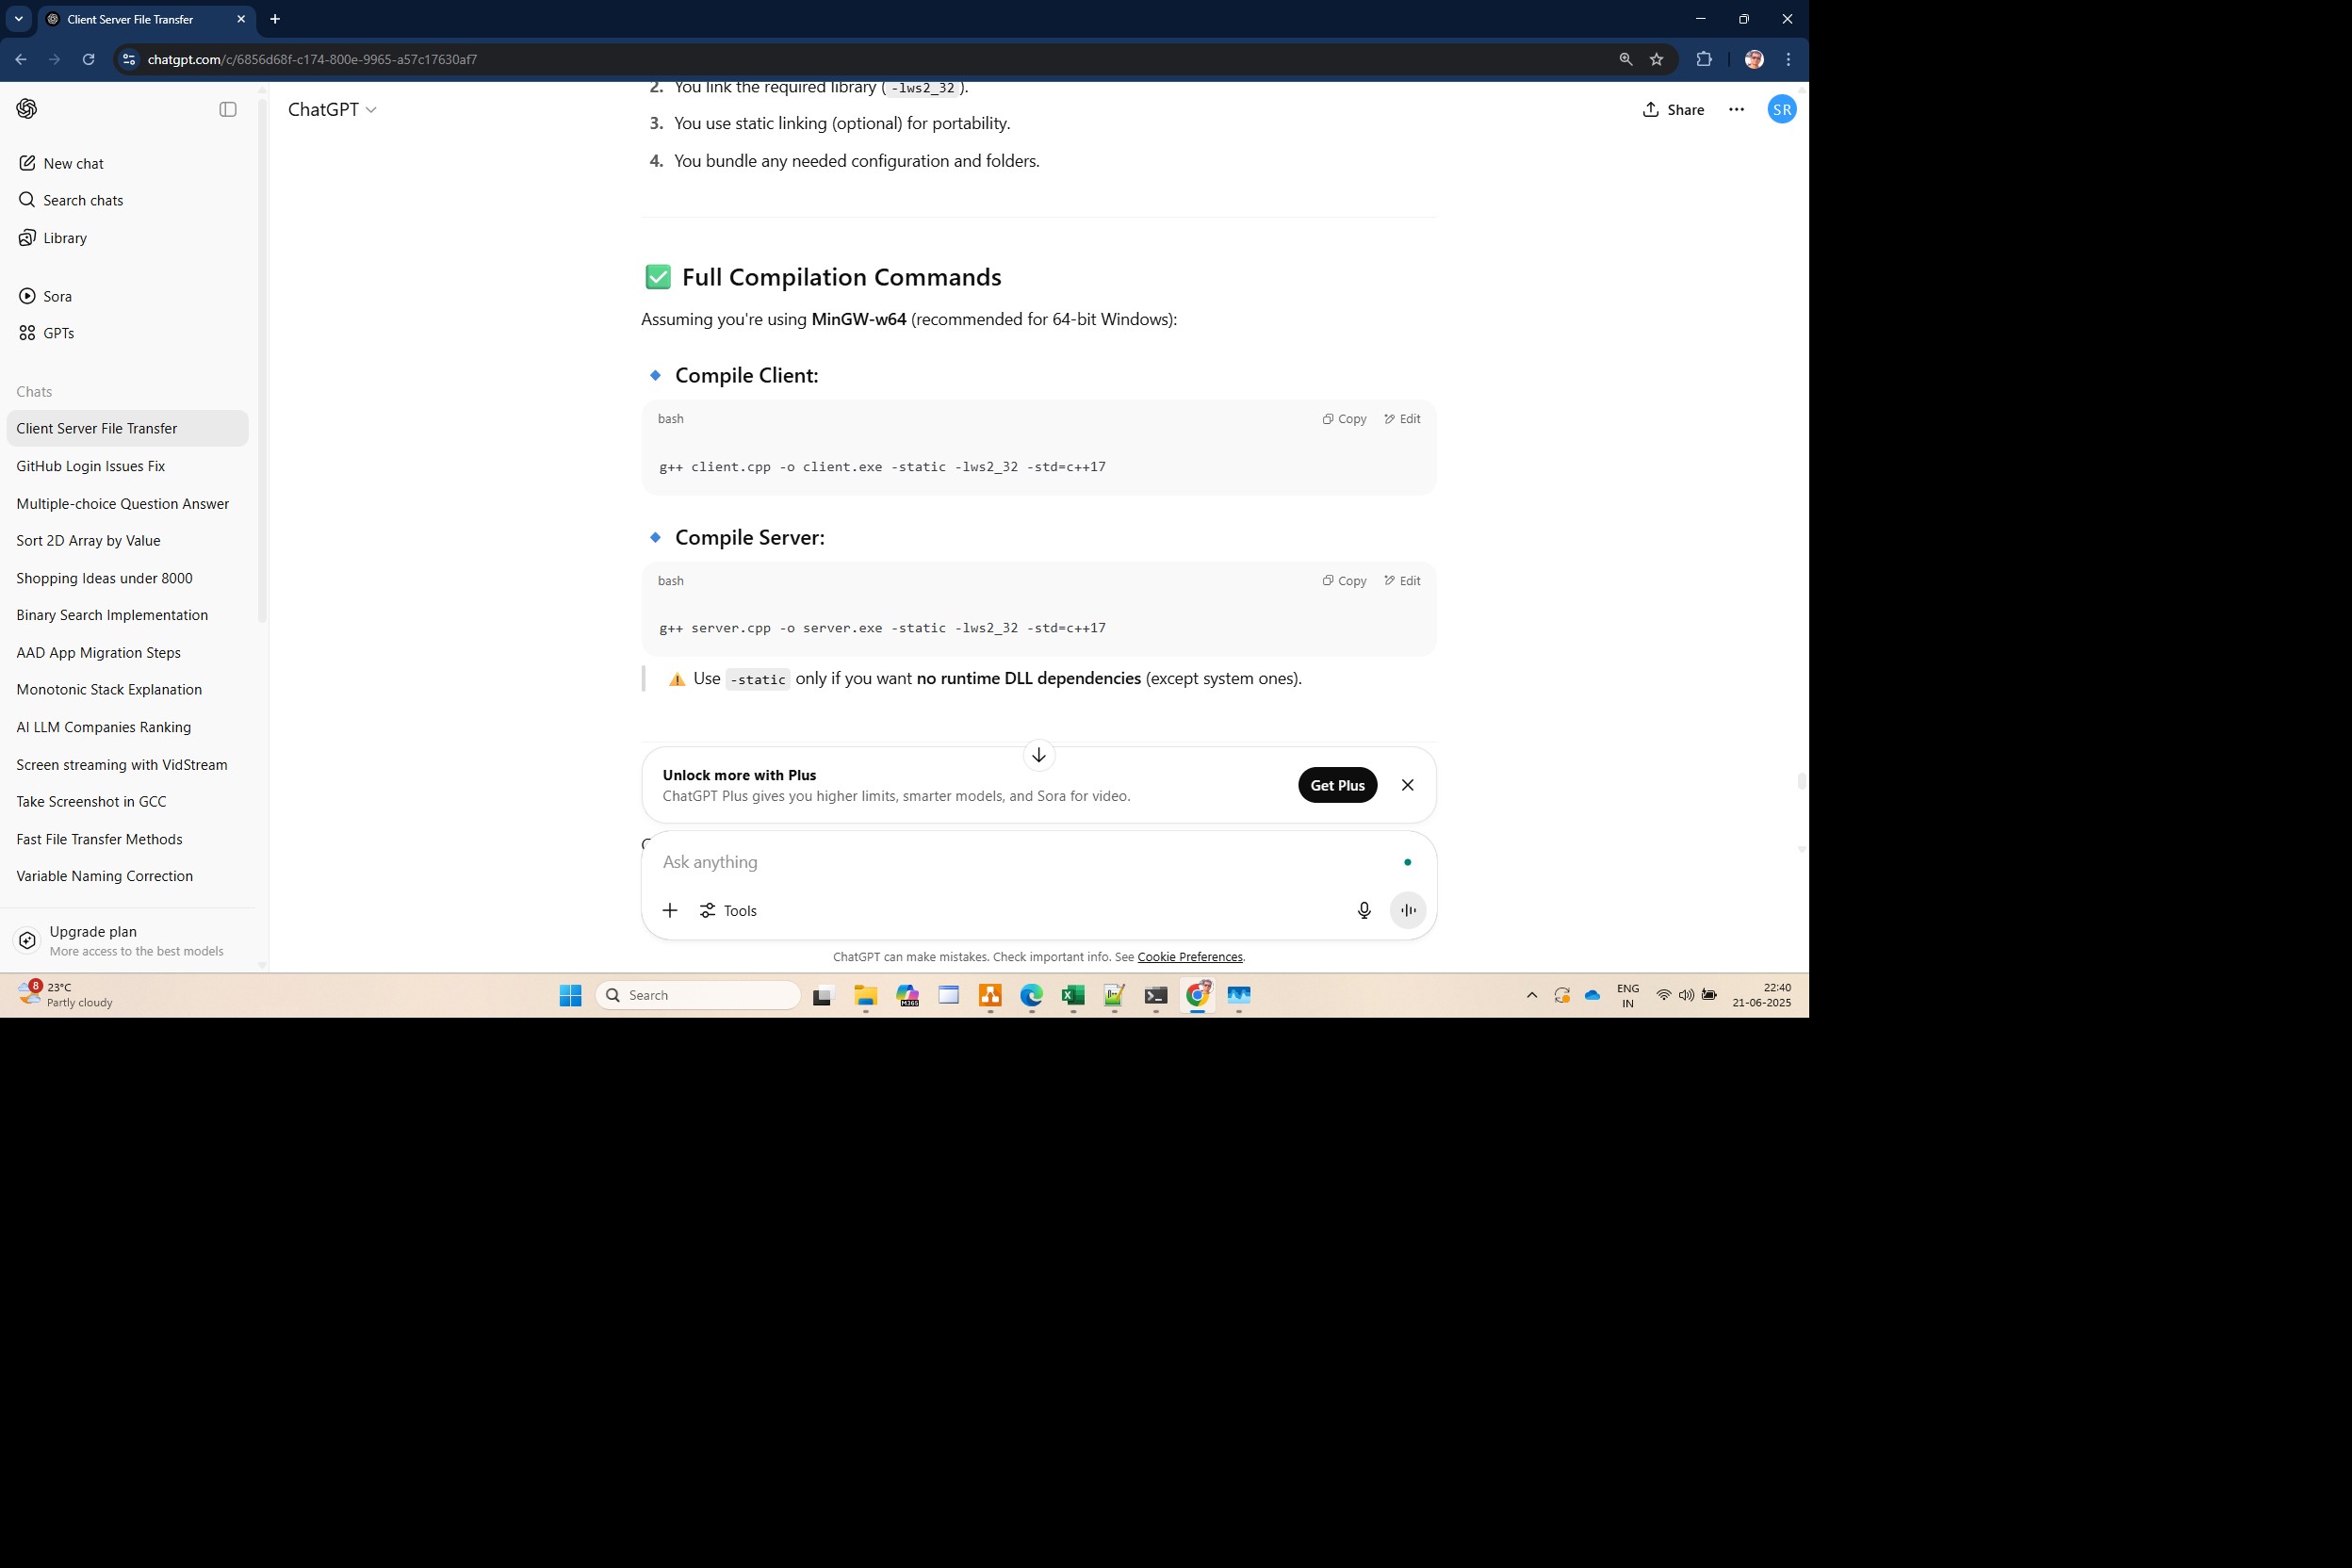 Client Server File Transfer
chatgpt.com/c/6856d68f-c174-800e-9965-a57c17630af7
ChatGPT
Share
SR
New chat
Search chats
Library
Sora
GPTs
Chats
Client Server File Transfer
GitHub Login Issues Fix
Multiple-choice Question Answer
Sort 2D Array by Value
Shopping Ideas under 8000
Binary Search Implementation
AAD App Migration Steps
Monotonic Stack Explanation
AI LLM Companies Ranking
Screen streaming with VidStream
Take Screenshot in GCC
Fast File Transfer Methods
Variable Naming Correction
Upgrade plan
More access to the best models
2. You link the required library ( -lws2_32 ).
3. You use static linking (optional) for portability.
4. You bundle any needed configuration and folders.
✅ Full Compilation Commands
Assuming you're using MinGW-w64 (recommended for 64-bit Windows):
🔹 Compile Client:
bash
Copy Edit
g++ client.cpp -o client.exe -static -lws2_32 -std=c++17
🔹 Compile Server:
bash
Copy Edit
g++ server.cpp -o server.exe -static -lws2_32 -std=c++17
⚠️ Use -static only if you want no runtime DLL dependencies (except system ones).
Unlock more with Plus
ChatGPT Plus gives you higher limits, smarter models, and Sora for video.
Get Plus
Ask anything
Tools
ChatGPT can make mistakes. Check important info. See Cookie Preferences.
8
23°C
Partly cloudy
Search
M365
ENG
IN
22:40
21-06-2025